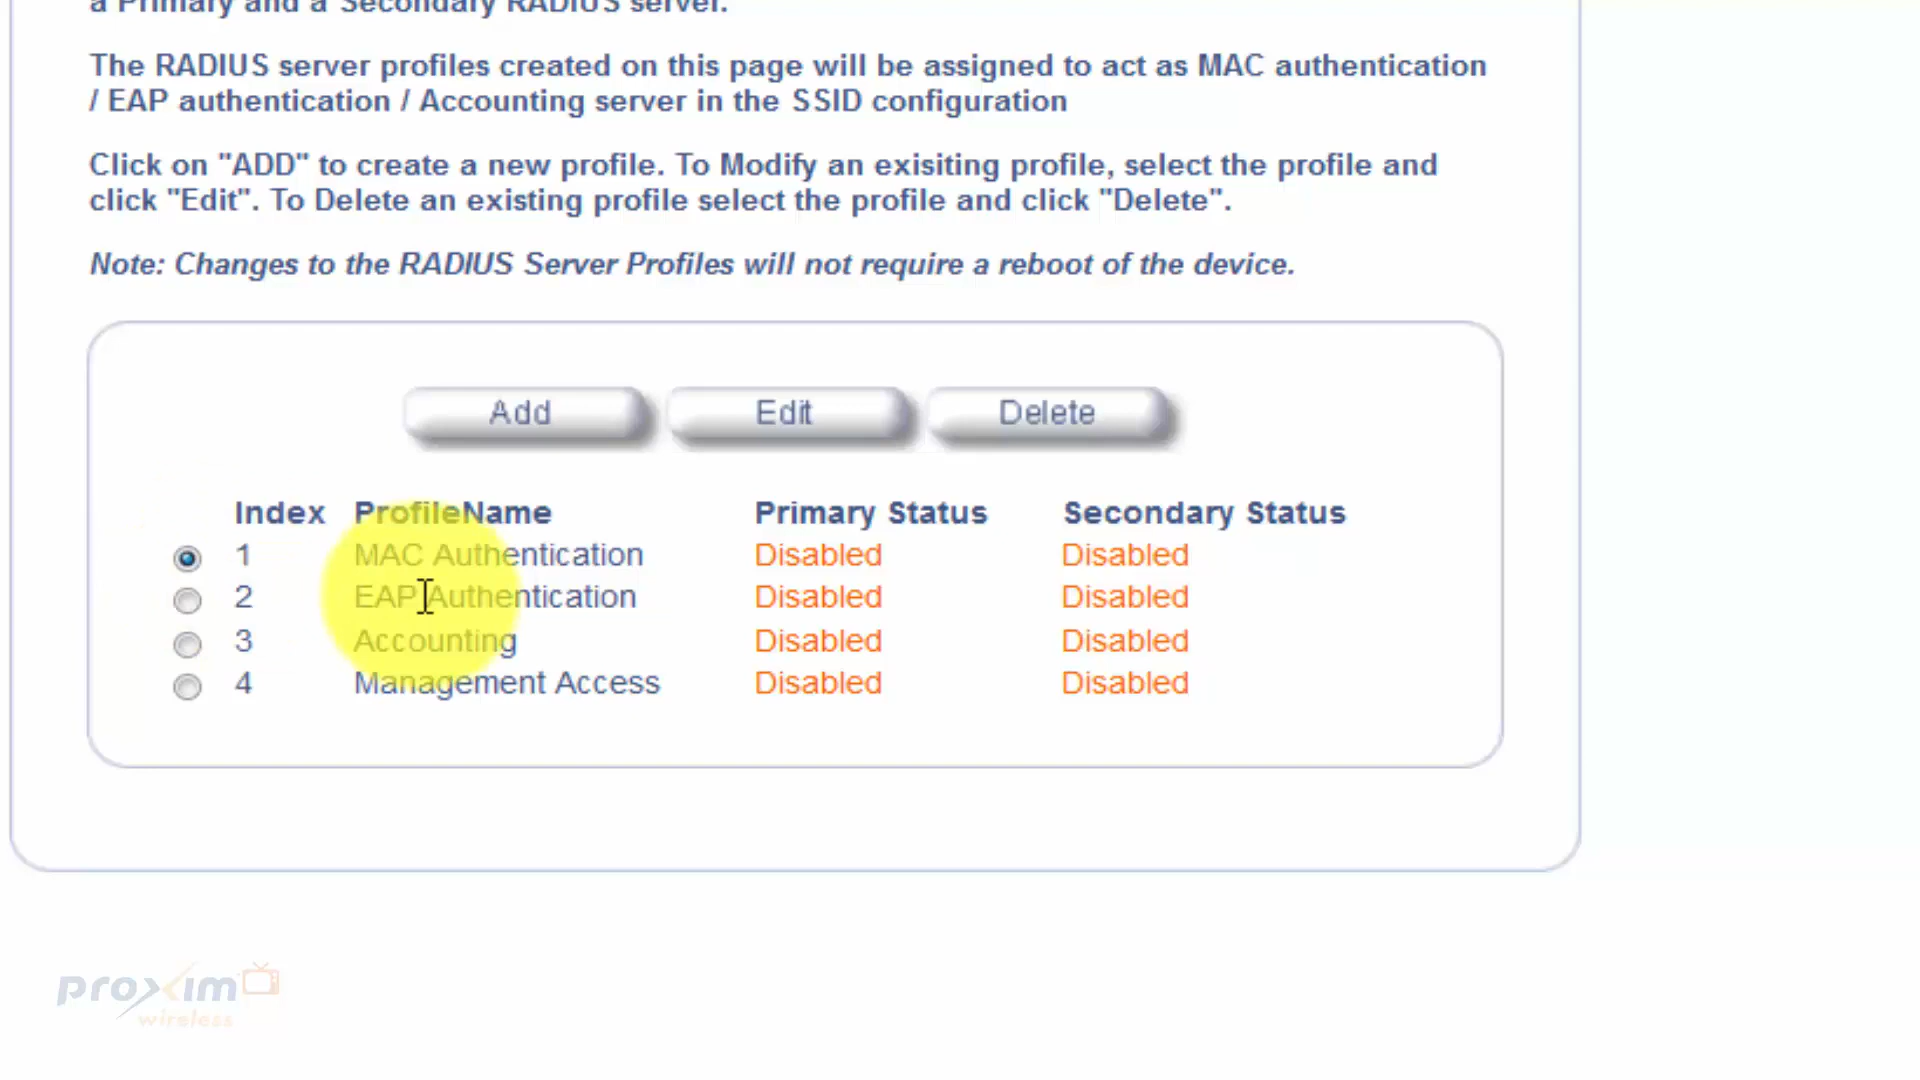 a Primary and a Secondary RADIUS server.
The RADIUS server profiles created on this page will be assigned to act as MAC authentication
/ EAP authentication / Accounting server in the SSID configuration
Click on "ADD" to create a new profile. To Modify an exisiting profile, select the profile and
click "Edit". To Delete an existing profile select the profile and click "Delete".
Note: Changes to the RADIUS Server Profiles will not require a reboot of the device.
Add Edit Delete
Index ProfileName Primary Status Secondary Status
1 MAC Authentication Disabled Disabled
2 EAP Authentication Disabled Disabled
3 Accounting Disabled Disabled
4 Management Access Disabled Disabled
proxim
wireless